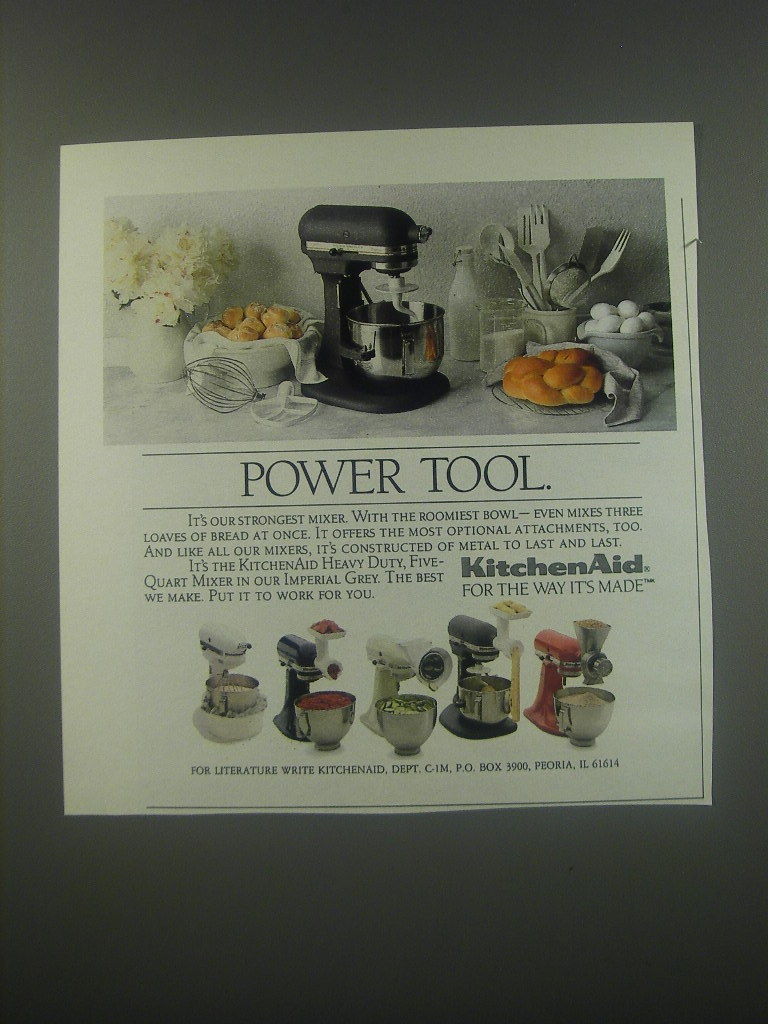 POWER TOOL.
IT'S OUR STRONGEST MIXER. WITH THE ROOMIEST BOWL— EVEN MIXES THREE
LOAVES OF BREAD AT ONCE. IT OFFERS THE MOST OPTIONAL ATTACHMENTS, TOO.
AND LIKE ALL OUR MIXERS, IT'S CONSTRUCTED OF METAL TO LAST AND LAST.
IT'S THE KITCHENAID HEAVY DUTY, FIVE-
QUART MIXER IN OUR IMPERIAL GREY. THE BEST
WE MAKE. PUT IT TO WORK FOR YOU.
KitchenAid®
FOR THE WAY IT'S MADE™
FOR LITERATURE WRITE KITCHENAID, DEPT. C-1M, P.O. BOX 3900, PEORIA, IL 61614